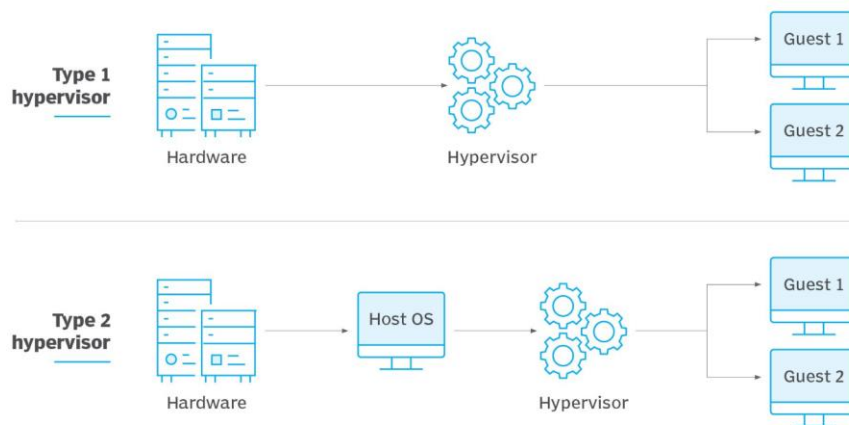 Type 1
hypervisor
Hardware
Hypervisor
Guest 1
Guest 2
Type 2
hypervisor
Hardware
Host OS
Hypervisor
Guest 1
Guest 2